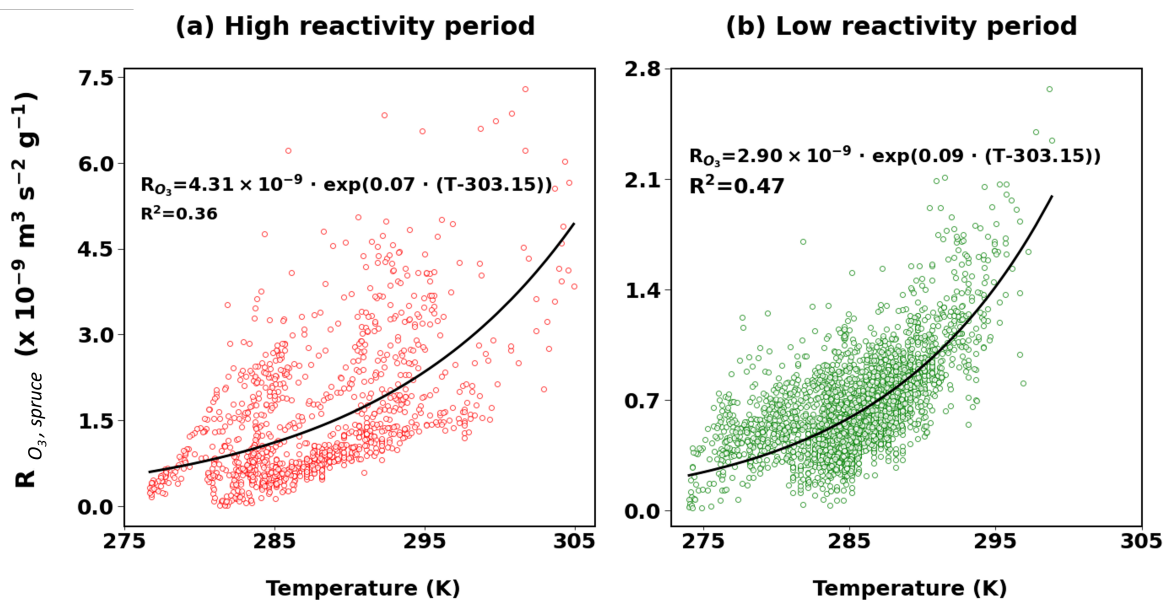 (a) High reactivity period
(b) Low reactivity period
R O₃, spruce (x 10⁻⁹ m³ s⁻² g⁻¹)
7.5
6.0
4.5
3.0
1.5
0.0
R_O₃=4.31 × 10⁻⁹ · exp(0.07 · (T-303.15))
R²=0.36
275
285
295
305
Temperature (K)
2.8
2.1
1.4
0.7
0.0
R_O₃=2.90 × 10⁻⁹ · exp(0.09 · (T-303.15))
R²=0.47
275
285
295
305
Temperature (K)